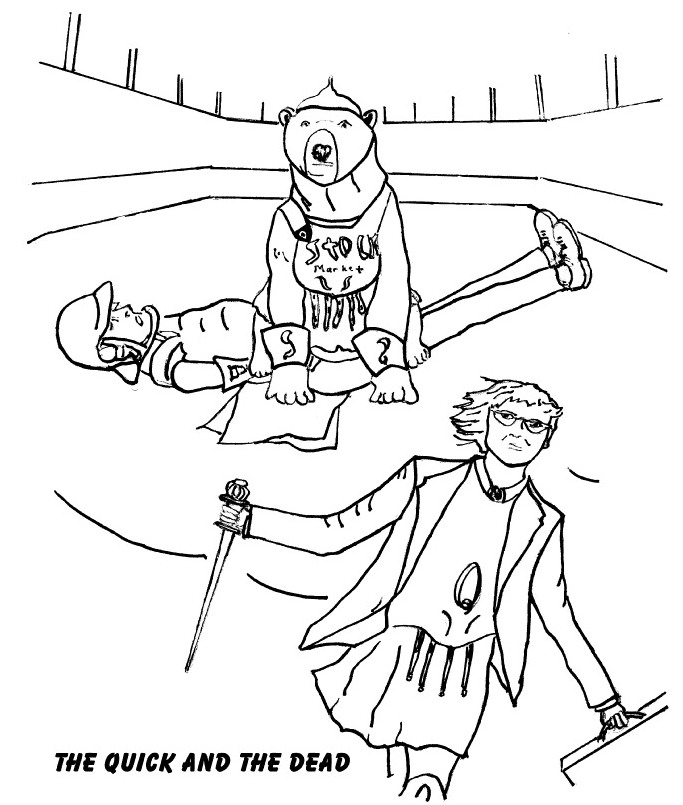 STOCK
Market
THE QUICK AND THE DEAD